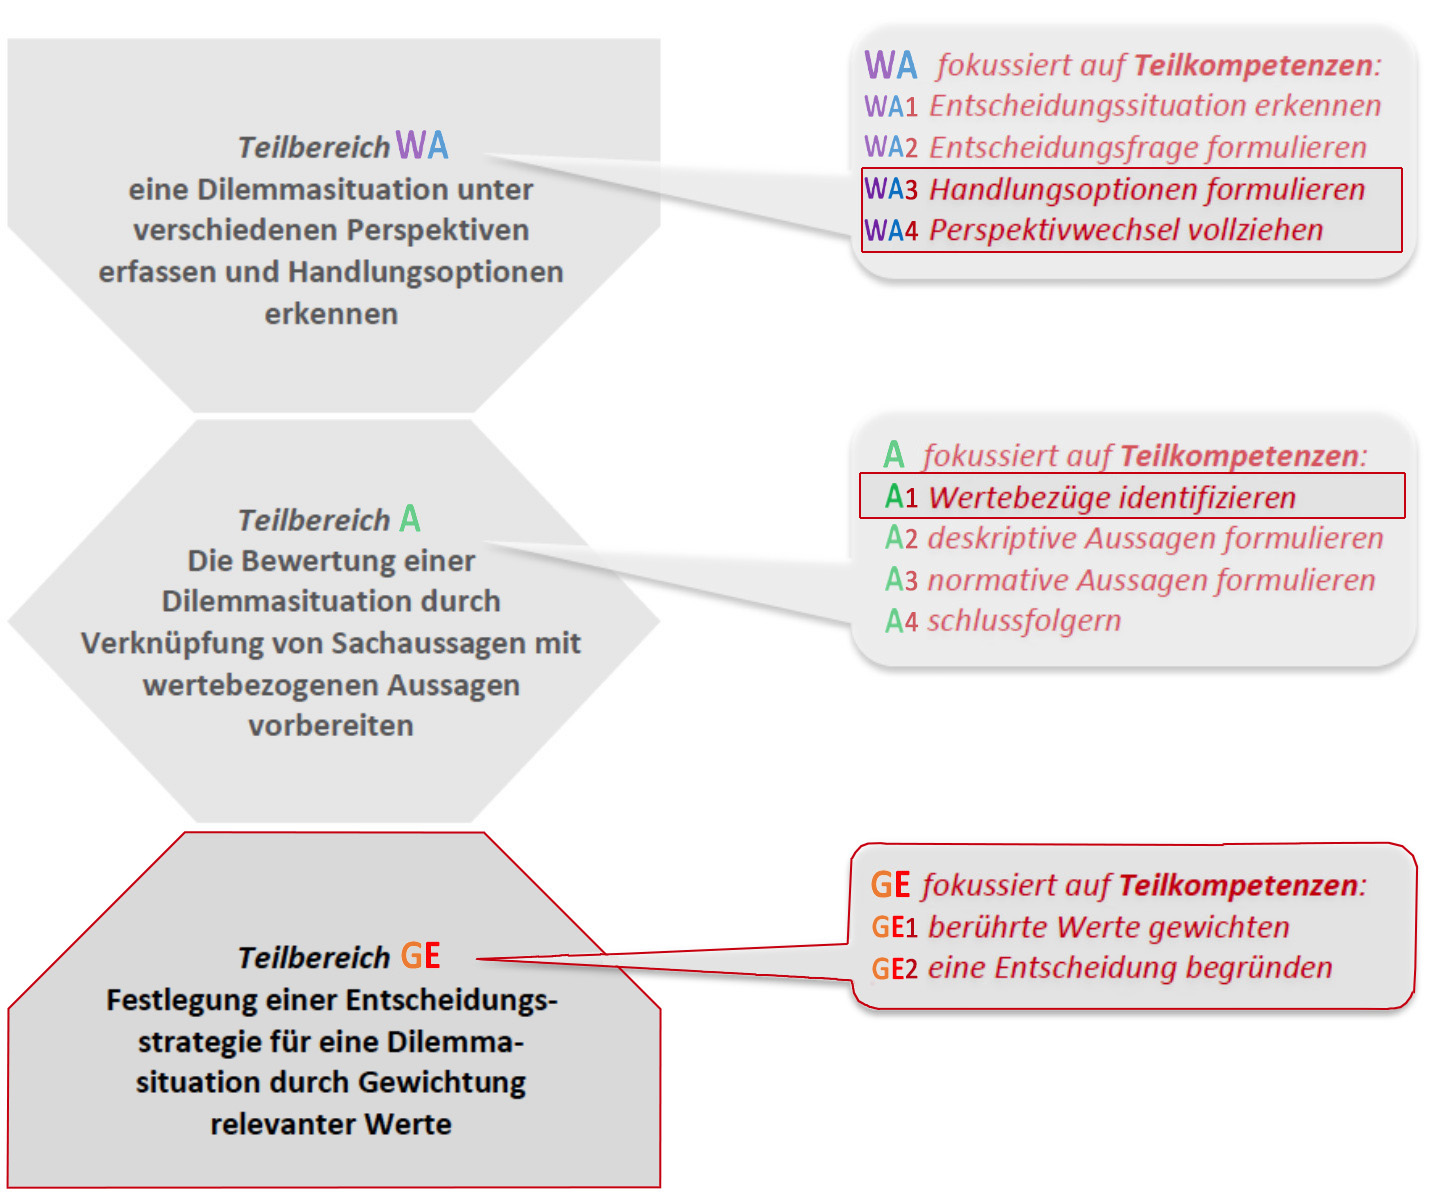 Teilbereich WA
eine Dilemmasituation unter
verschiedenen Perspektiven
erfassen und Handlungsoptionen
erkennen
WA fokussiert auf Teilkompetenzen:
WA1 Entscheidungssituation erkennen
WA2 Entscheidungsfrage formulieren
WA3 Handlungsoptionen formulieren
WA4 Perspektivwechsel vollziehen
Teilbereich A
Die Bewertung einer
Dilemmasituation durch
Verknüpfung von Sachaussagen mit
wertebezogenen Aussagen
vorbereiten
A fokussiert auf Teilkompetenzen:
A1 Wertebezüge identifizieren
A2 deskriptive Aussagen formulieren
A3 normative Aussagen formulieren
A4 schlussfolgern
Teilbereich GE
Festlegung einer Entscheidungs-
strategie für eine Dilemma-
situation durch Gewichtung
relevanter Werte
GE fokussiert auf Teilkompetenzen:
GE1 berührte Werte gewichten
GE2 eine Entscheidung begründen